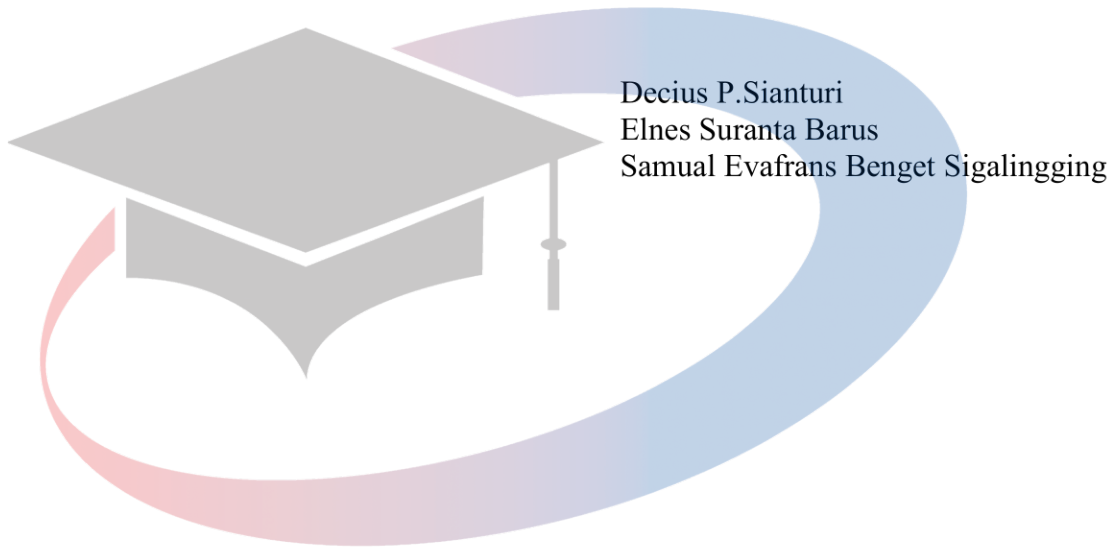 Decius P.Sianturi
Elnes Suranta Barus
Samual Evafrans Benget Sigalingging